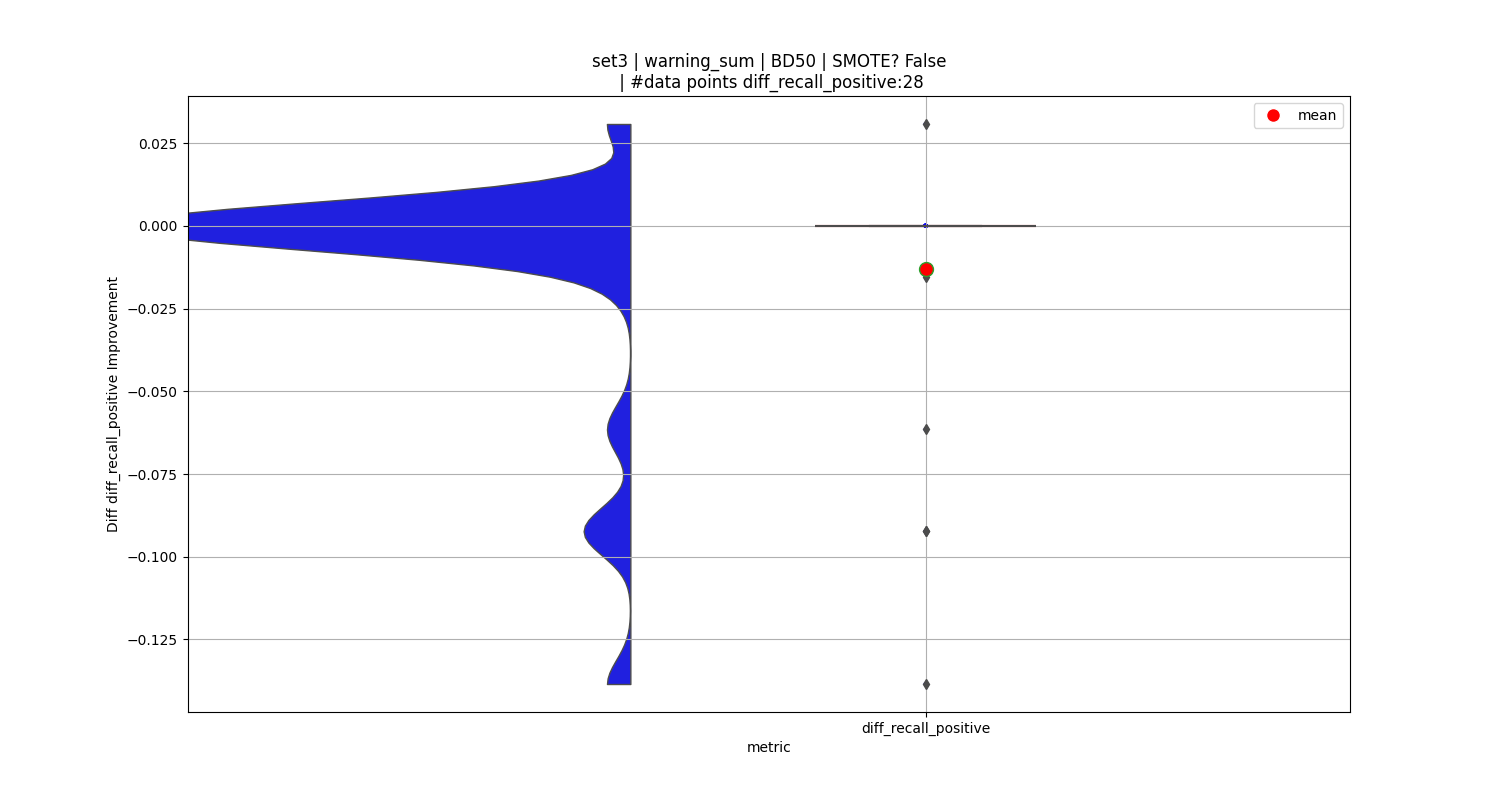 set3 | warning_sum | BD50 | SMOTE? False
| #data points diff_recall_positive:28
mean
0.025
0.000
−0.025
−0.050
−0.075
−0.100
−0.125
Diff diff_recall_positive Improvement
diff_recall_positive
metric